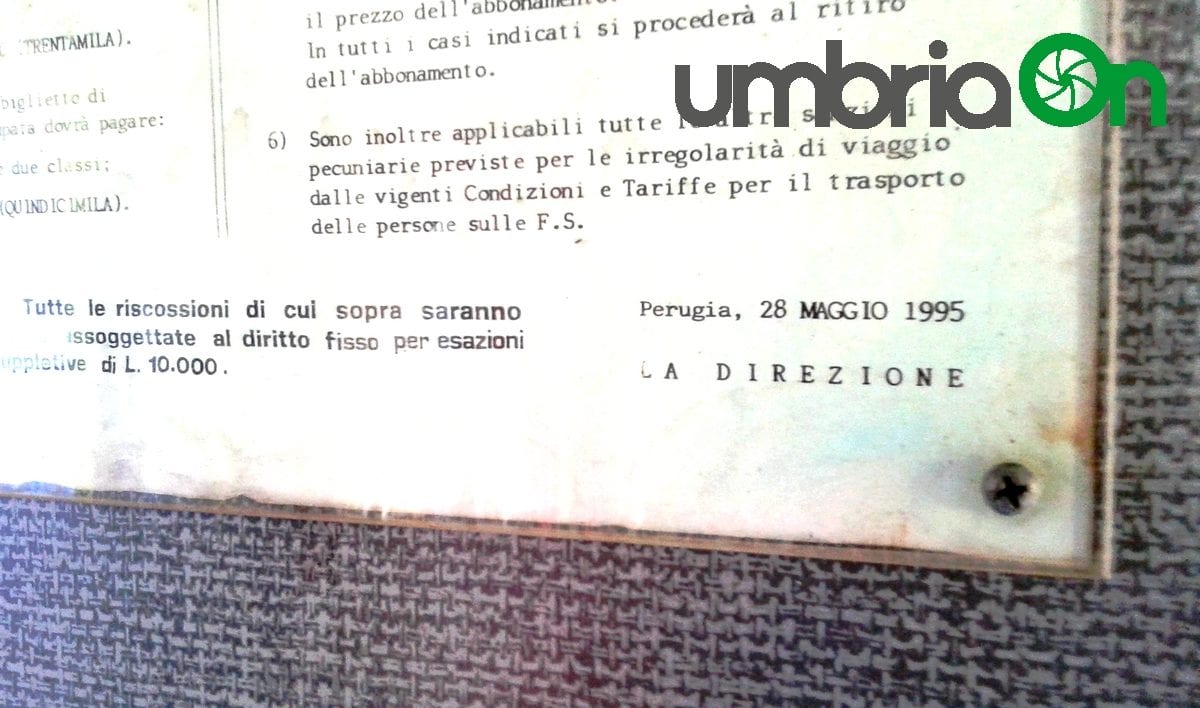 TRENTAMILA).
biglietto di
dovrà pagare:
due classi;
(QUINDICIMILA).
il prezzo
In tutti i casi indicati si procederà al ritiro
dell'abbonamento.
6) Sono inoltre applicabili tutte
pecuniarie previste per le irregolarità di viaggio
dalle vigenti Condizioni e Tariffe per il trasporto
delle persone sulle F.S.
Tutte le riscossioni di cui sopra saranno
ssoggettate al diritto fisso per esazioni
uppletive di L. 10.000.
Perugia, 28 MAGGIO 1995
LA DIREZIONE
umbriaOn